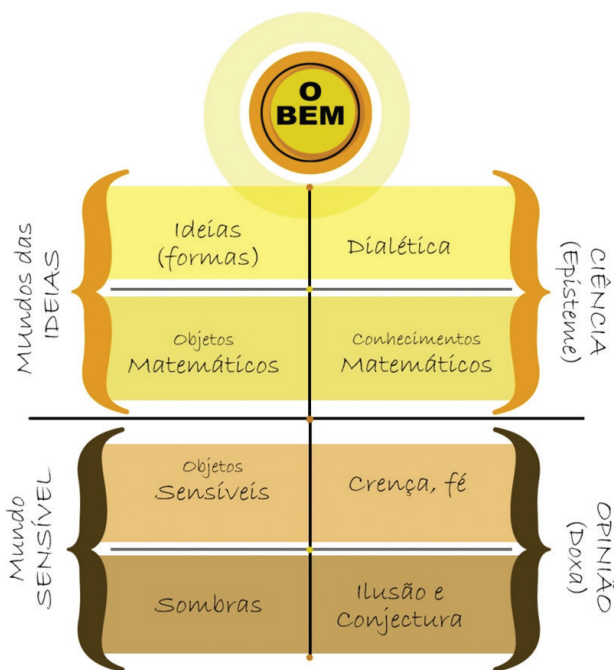 O
BEM
Mundos das
IDEIAS
Ideias
(formas)
Dialética
CIÊNCIA
(Episteme)
Objetos
Matemáticos
Conhecimentos
Matemáticos
Mundo
SENSÍVEL
Objetos
Sensíveis
Crença, fé
OPINIÃO
(Doxa)
Sombras
Ilusão e
Conjectura